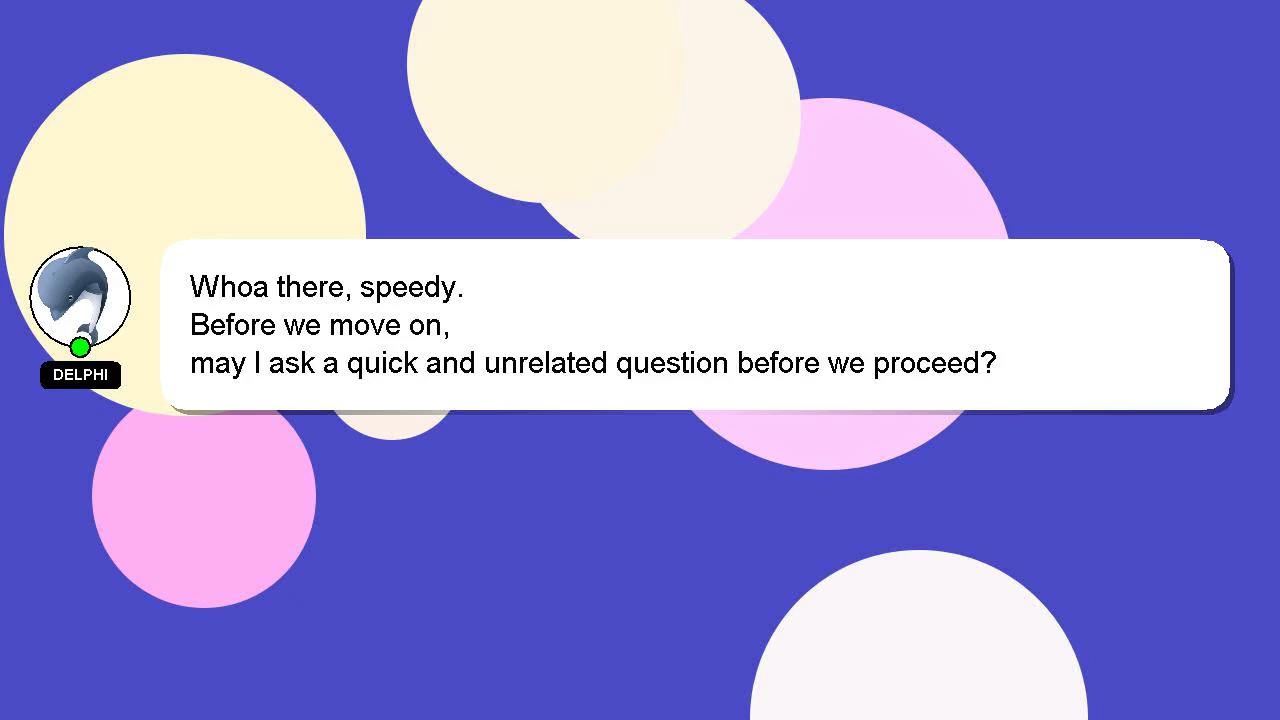 Whoa there, speedy.
Before we move on,
may I ask a quick and unrelated question before we proceed?
DELPHI